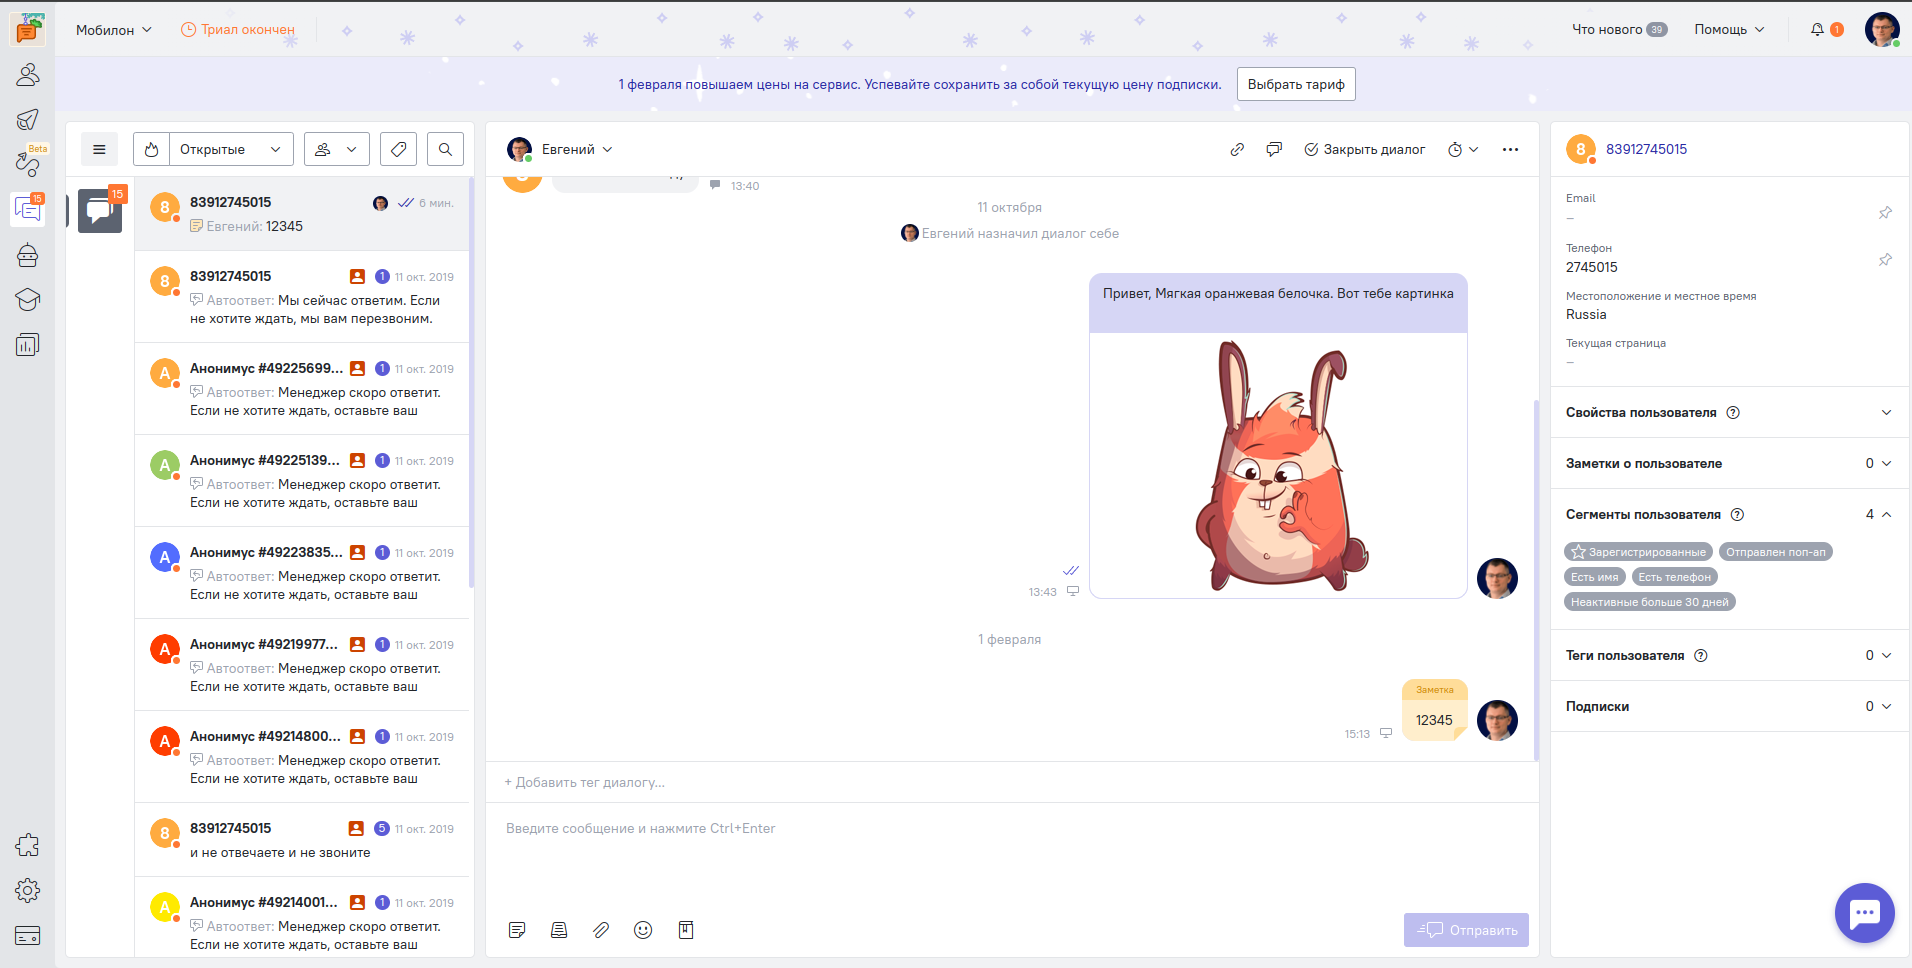 Мобилон
Триал окончен
Что нового 39
Помощь
1
1 февраля повышаем цены на сервис. Успевайте сохранить за собой текущую цену подписки.
Выбрать тариф
Beta
15
Открытые
15
8
83912745015
6 мин.
Евгений: 12345
8
83912745015
1
11 окт. 2019
Автоответ: Мы сейчас ответим. Если
не хотите ждать, мы вам перезвоним.
А
Анонимус #49225699...
1
11 окт. 2019
Автоответ: Менеджер скоро ответит.
Если не хотите ждать, оставьте ваш
А
Анонимус #49225139...
1
11 окт. 2019
Автоответ: Менеджер скоро ответит.
Если не хотите ждать, оставьте ваш
А
Анонимус #49223835...
1
11 окт. 2019
Автоответ: Менеджер скоро ответит.
Если не хотите ждать, оставьте ваш
А
Анонимус #49219977...
1
11 окт. 2019
Автоответ: Менеджер скоро ответит.
Если не хотите ждать, оставьте ваш
А
Анонимус #49214800...
1
11 окт. 2019
Автоответ: Менеджер скоро ответит.
Если не хотите ждать, оставьте ваш
8
83912745015
5
11 окт. 2019
и не отвечаете и не звоните
А
Анонимус #49214001...
1
11 окт. 2019
Автоответ: Менеджер скоро ответит.
Если не хотите ждать, оставьте ваш
Евгений
Закрыть диалог
13:40
11 октября
Евгений назначил диалог себе
Привет, Мягкая оранжевая белочка. Вот тебе картинка
13:43
1 февраля
Заметка
12345
15:13
+ Добавить тег диалогу...
Введите сообщение и нажмите Ctrl+Enter
Отправить
8
83912745015
Email
–
Телефон
2745015
Местоположение и местное время
Russia
Текущая страница
–
Свойства пользователя ?
Заметки о пользователе 0
Сегменты пользователя ? 4
Зарегистрированные
Отправлен поп-ап
Есть имя
Есть телефон
Неактивные больше 30 дней
Теги пользователя ? 0
Подписки 0